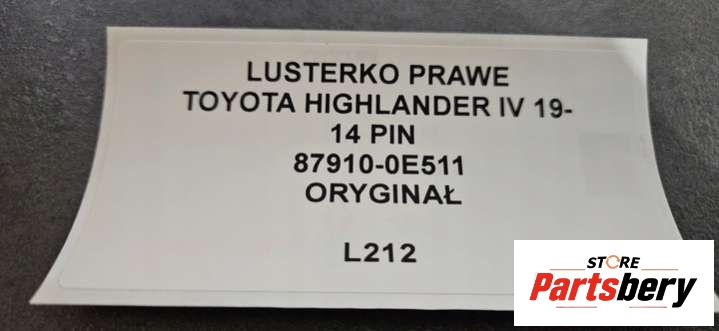 LUSTERKO PRAWE
TOYOTA HIGHLANDER IV 19-
14 PIN
87910-0E511
ORYGINAŁ
L212
STORE
Partsbery